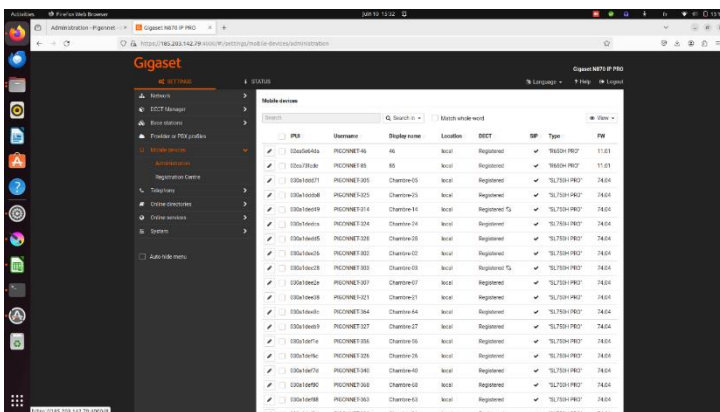 Activities Firefox Web Browser
Administration - Pigonnet - Gigaset N870 IP PRO
https://185.203.142.79:4060/#/settings/mobile-devices/administration
Gigaset
Gigaset N870 IP PRO
SETTINGS STATUS Language ? Help Logout
Network
DECT Manager
Base stations
Provider or PBX profiles
Mobile devices
Administration
Registration Centre
Telephony
Online directories
Online services
System
Auto-hide menu
Mobile devices
Search Search in Match whole word View
IPUI Username Display name Location DECT SIP Type FW
PIGONNET-46 46 local Registered "R650H PRO" 11.01
PIGONNET-85 85 local Registered "R650H PRO" 11.01
PIGONNET-305 Chambre-05 local Registered "SL750H PRO" 74.04
PIGONNET-325 Chambre-25 local Registered "SL750H PRO" 74.04
PIGONNET-314 Chambre-14 local Registered "SL750H PRO" 74.04
PIGONNET-324 Chambre-24 local Registered "SL750H PRO" 74.04
PIGONNET-328 Chambre-28 local Registered "SL750H PRO" 74.04
PIGONNET-302 Chambre-02 local Registered "SL750H PRO" 74.04
PIGONNET-303 Chambre-03 local Registered "SL750H PRO" 74.04
PIGONNET-307 Chambre-07 local Registered "SL750H PRO" 74.04
PIGONNET-321 Chambre-21 local Registered "SL750H PRO" 74.04
PIGONNET-364 Chambre-64 local Registered "SL750H PRO" 74.04
PIGONNET-327 Chambre-27 local Registered "SL750H PRO" 74.04
PIGONNET-356 Chambre-56 local Registered "SL750H PRO" 74.04
PIGONNET-326 Chambre-26 local Registered "SL750H PRO" 74.04
PIGONNET-340 Chambre-40 local Registered "SL750H PRO" 74.04
PIGONNET-368 Chambre-68 local Registered "SL750H PRO" 74.04
PIGONNET-363 Chambre-63 local Registered "SL750H PRO" 74.04